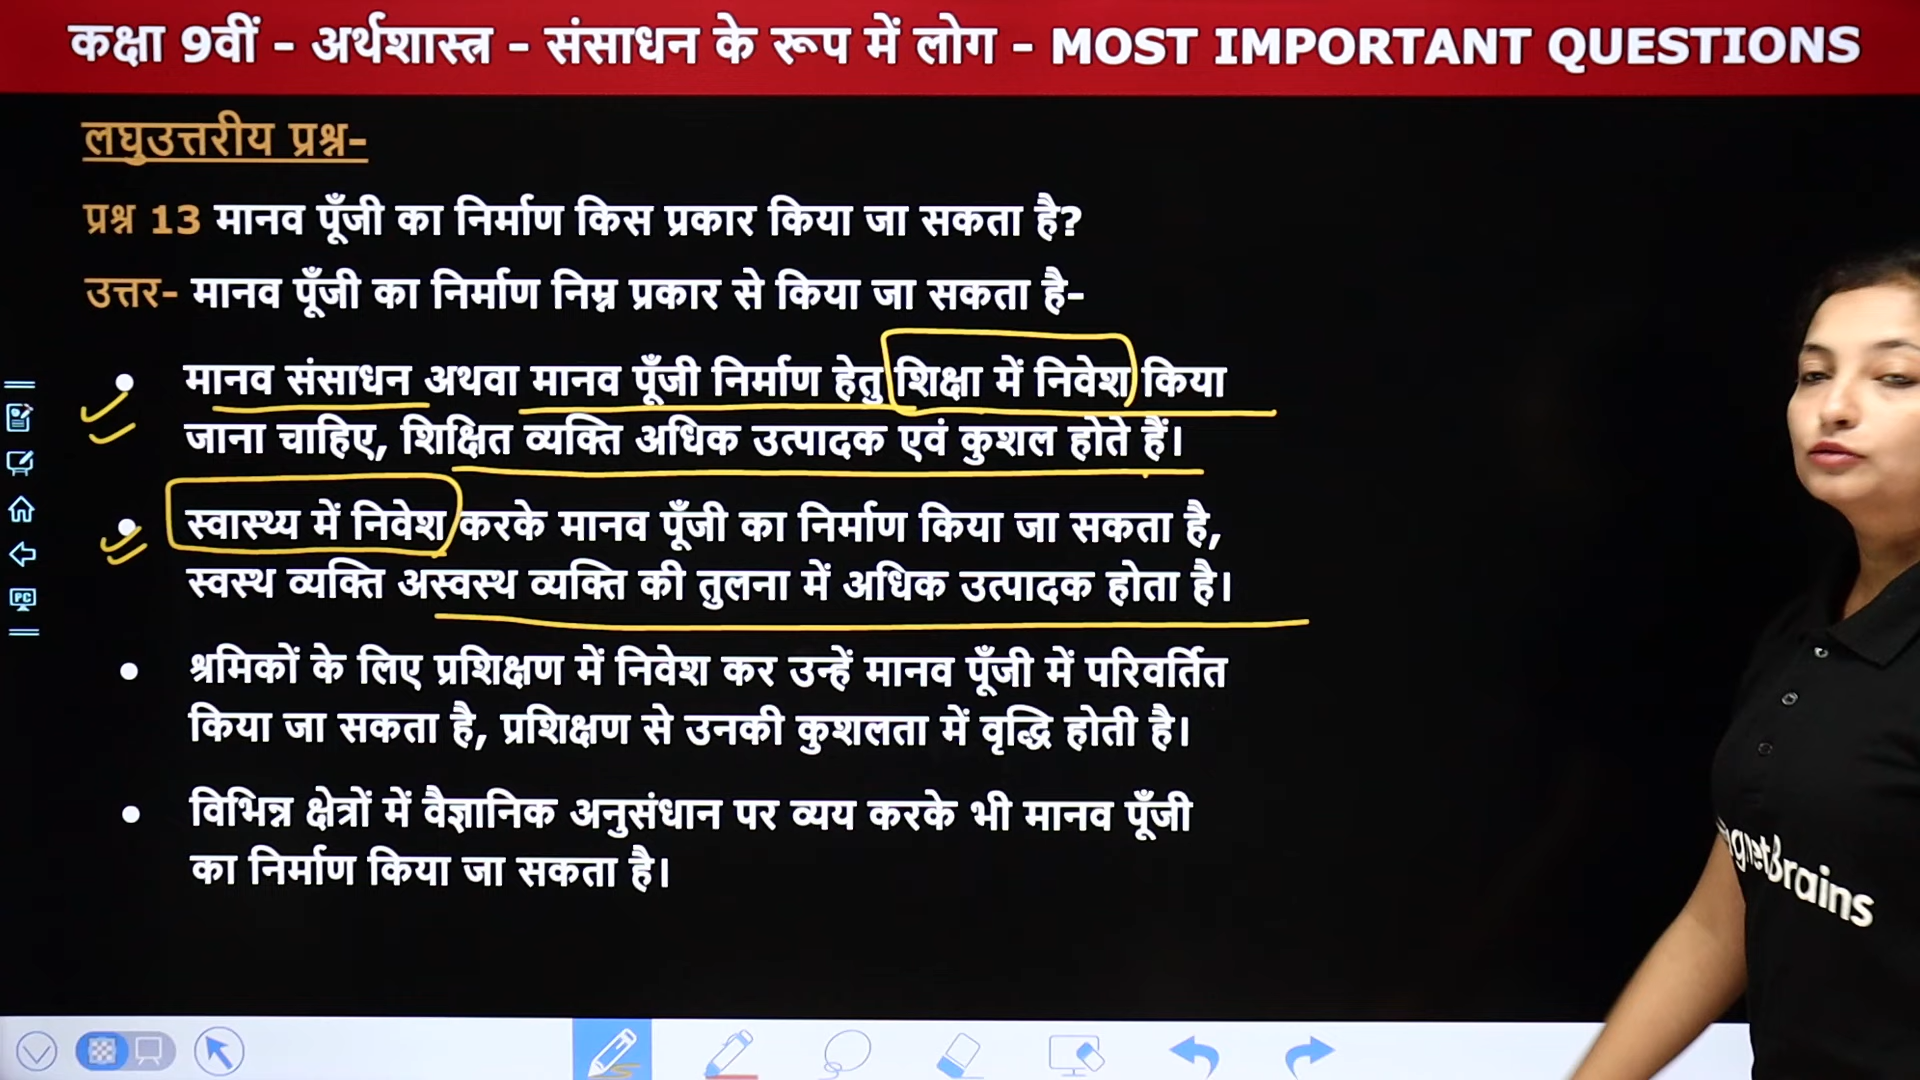 कक्षा 9वीं - अर्थशास्त्र - संसाधन के रूप में लोग - MOST IMPORTANT QUESTIONS
लघुउत्तरीय प्रश्न-
प्रश्न 13 मानव पूँजी का निर्माण किस प्रकार किया जा सकता है?
उत्तर- मानव पूँजी का निर्माण निम्न प्रकार से किया जा सकता है-
• मानव संसाधन अथवा मानव पूँजी निर्माण हेतु शिक्षा में निवेश किया
जाना चाहिए, शिक्षित व्यक्ति अधिक उत्पादक एवं कुशल होते हैं।
• स्वास्थ्य में निवेश करके मानव पूँजी का निर्माण किया जा सकता है,
स्वस्थ व्यक्ति अस्वस्थ व्यक्ति की तुलना में अधिक उत्पादक होता है।
• श्रमिकों के लिए प्रशिक्षण में निवेश कर उन्हें मानव पूँजी में परिवर्तित
किया जा सकता है, प्रशिक्षण से उनकी कुशलता में वृद्धि होती है।
• विभिन्न क्षेत्रों में वैज्ञानिक अनुसंधान पर व्यय करके भी मानव पूँजी
का निर्माण किया जा सकता है।
PC
gnetBrains